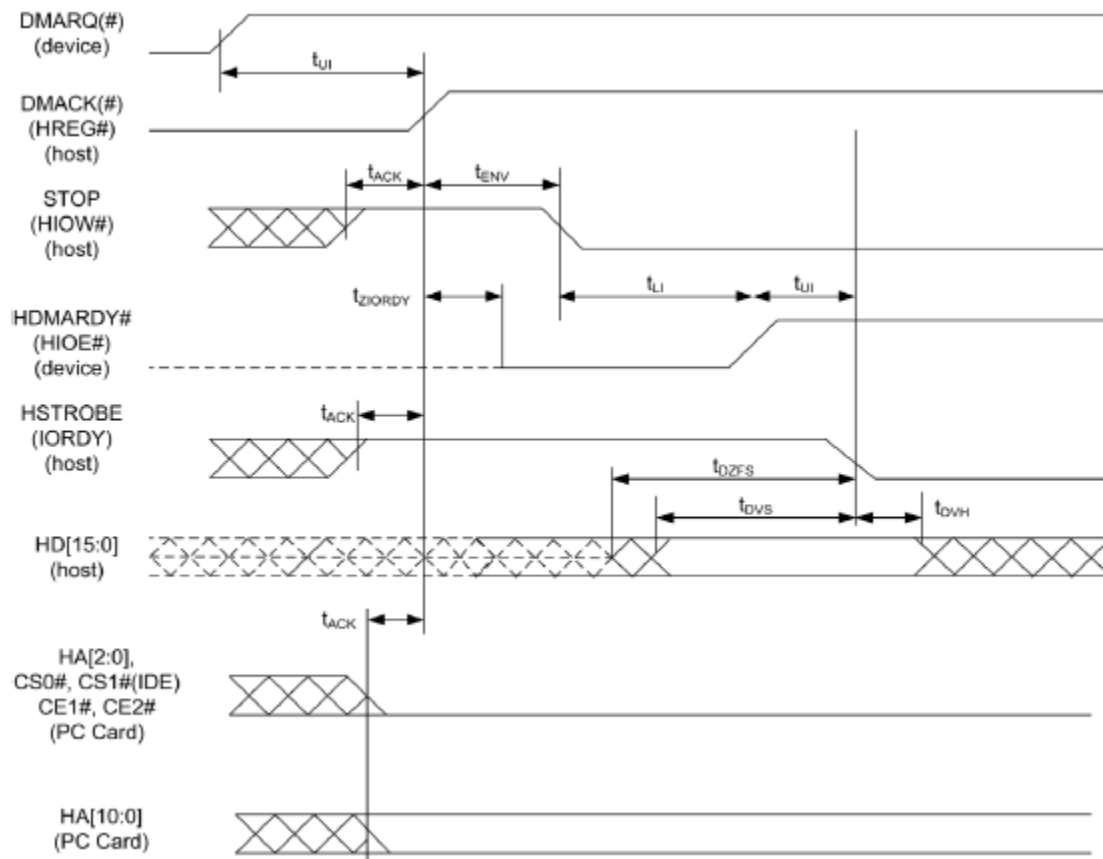 DMARQ(#)
(device)
tUI
DMACK(#)
(HREG#)
(host)
tACK
tENV
STOP
(HIOW#)
(host)
tZIORDY
tLI
tUI
HDMARDY#
(HIOE#)
(device)
HSTROBE
(IORDY)
(host)
tACK
tDZFS
tDVS
tDVH
HD[15:0]
(host)
tACK
HA[2:0],
CS0#, CS1#(IDE)
CE1#, CE2#
(PC Card)
HA[10:0]
(PC Card)